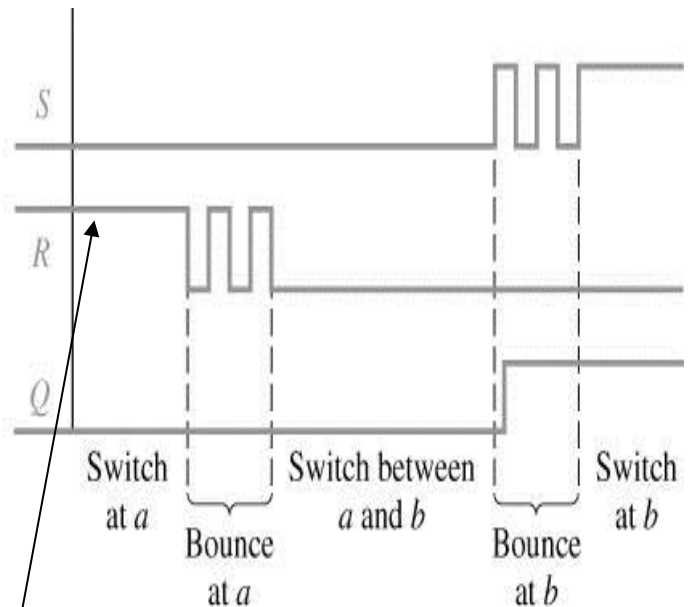 S
R
Q
Switch
at a
Bounce
at a
Switch between
a and b
Bounce
at b
Switch
at b